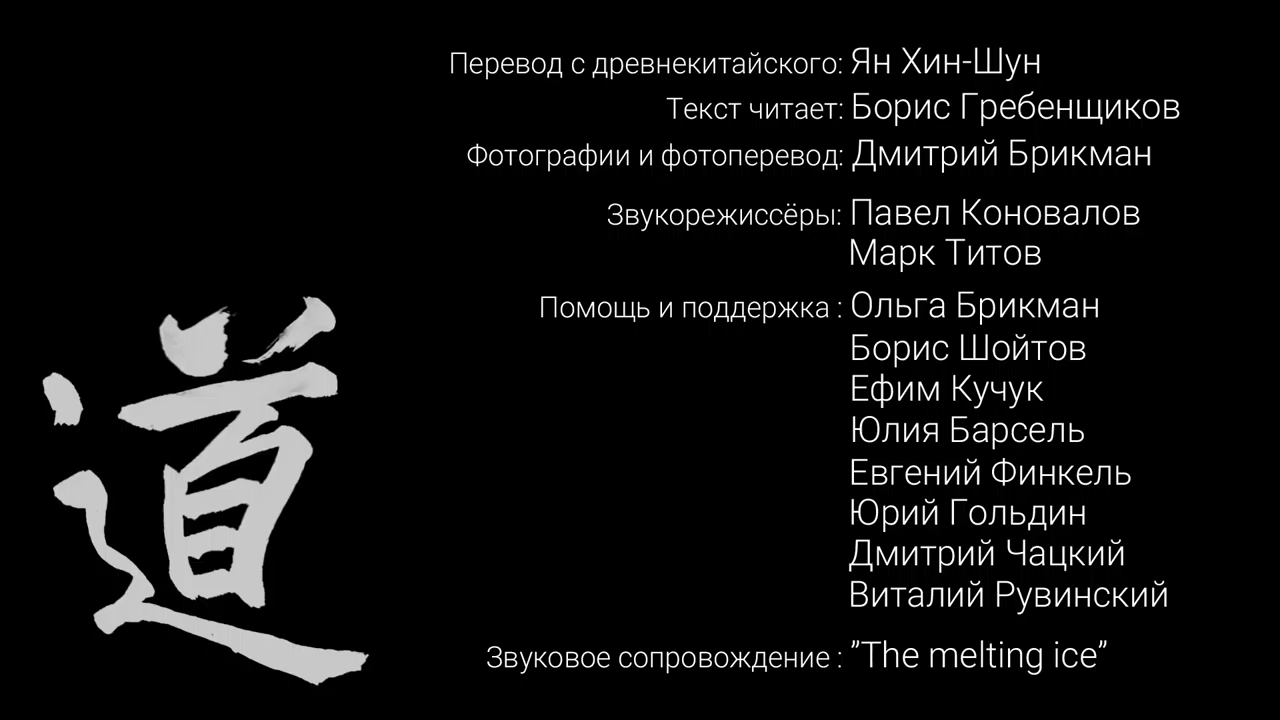 Перевод с древнекитайского: Ян Хин-Шун
Текст читает: Борис Гребенщиков
Фотографии и фотоперевод: Дмитрий Брикман
Звукорежиссёры: Павел Коновалов
Марк Титов
Помощь и поддержка : Ольга Брикман
Борис Шойтов
Ефим Кучук
Юлия Барсель
Евгений Финкель
Юрий Гольдин
Дмитрий Чацкий
Виталий Рувинский
道
Звуковое сопровождение : ”The melting ice”